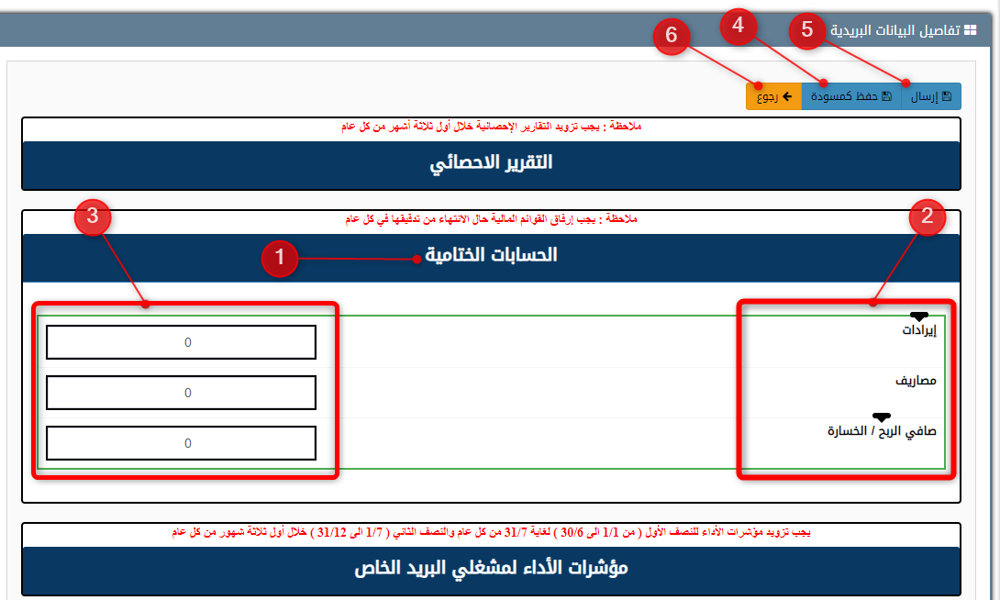 تفاصيل البيانات البريدية
5
4
6
إرسال
حفظ كمسودة
رجوع
ملاحظة : يجب تزويد التقارير الإحصائية خلال أول ثلاثة أشهر من كل عام
التقرير الاحصائي
2
3
ملاحظة : يجب إرفاق القوائم المالية حال الانتهاء من تدقيقها في كل عام
الحسابات الختامية
1
إيرادات
0
مصاريف
0
صافي الربح / الخسارة
0
يجب تزويد مؤشرات الأداء للنصف الأول ( من 1/1 الى 30/6 ) لغاية 31/7 من كل عام والنصف الثاني ( 1/7 الى 31/12 ) خلال أول ثلاثة شهور من كل عام
مؤشرات الأداء لمشغلي البريد الخاص